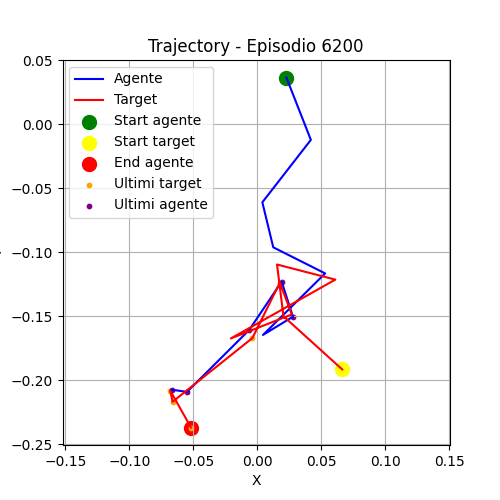 Trajectory - Episodio 6200
0.05
0.00
−0.05
−0.10
−0.15
−0.20
−0.25
Agente
Target
Start agente
Start target
End agente
Ultimi target
Ultimi agente
−0.15 −0.10 −0.05 0.00 0.05 0.10 0.15
X